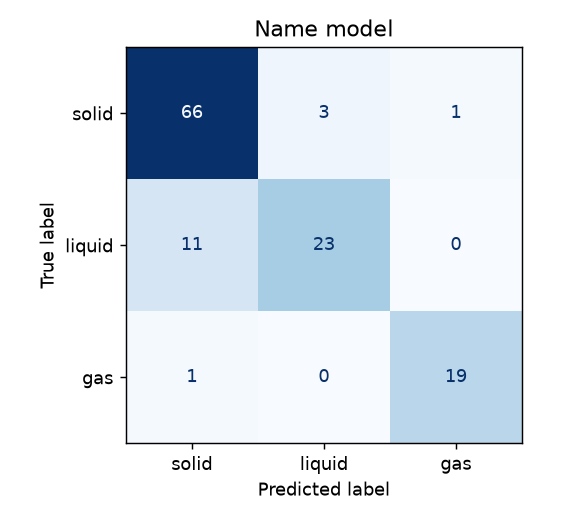 Name model
solid 66 3 1
liquid 11 23 0
gas 1 0 19
solid liquid gas
Predicted label
True label